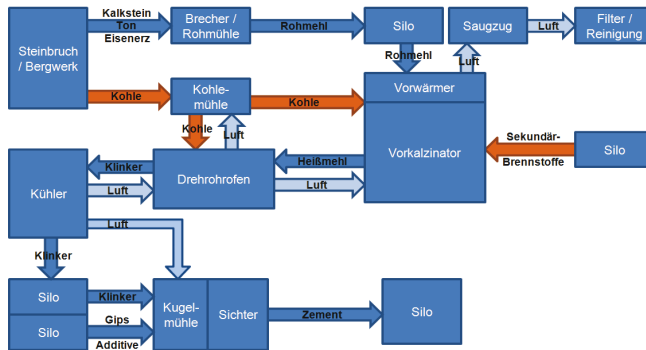 Steinbruch
/ Bergwerk
Kalkstein
Ton
Eisenerz
Brecher /
Rohmühle
Rohmehl
Silo
Saugzug
Luft
Filter /
Reinigung
Rohmehl
Luft
Kohle
Kohle-
mühle
Kohle
Vorwärmer
Kohle
Luft
Vorkalzinator
Sekundär-
Brennstoffe
Silo
Kühler
Klinker
Luft
Drehrohrofen
Heißmehl
Luft
Luft
Klinker
Silo
Klinker
Silo
Gips
Additive
Kugel-
mühle
Sichter
Zement
Silo